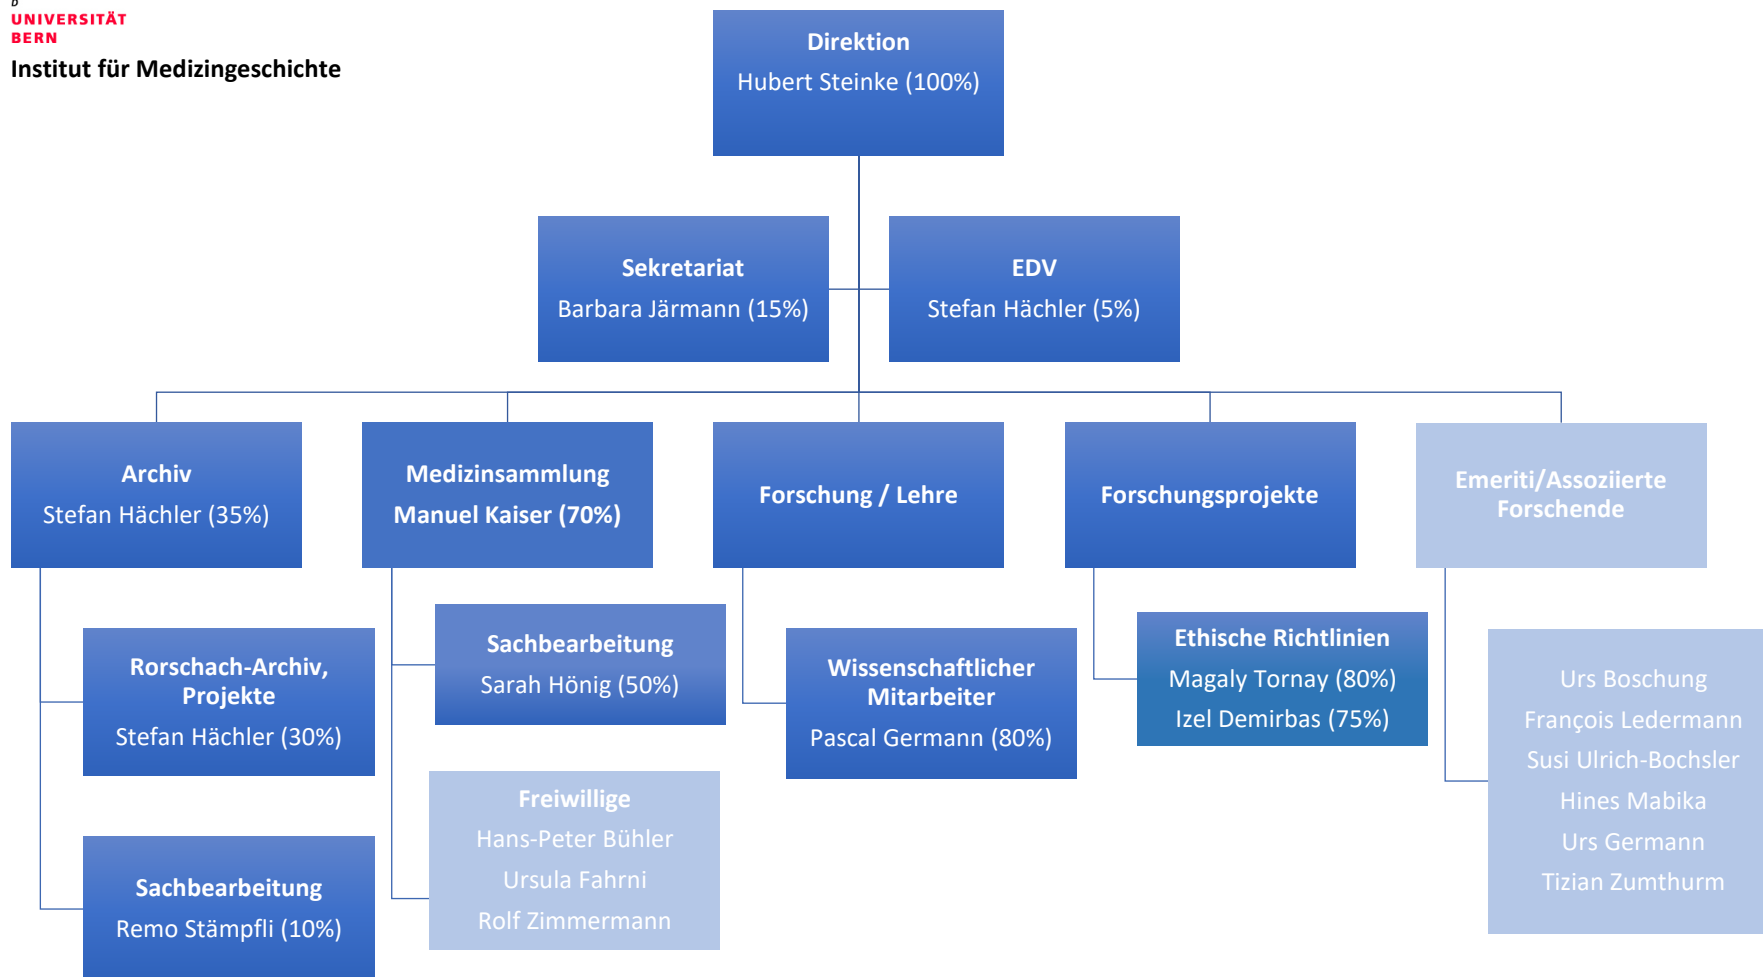 b
UNIVERSITÄT
BERN
Institut für Medizingeschichte
Direktion
Hubert Steinke (100%)
Sekretariat
Barbara Järmann (15%)
EDV
Stefan Hächler (5%)
Archiv
Stefan Hächler (35%)
Medizinsammlung
Manuel Kaiser (70%)
Forschung / Lehre
Forschungsprojekte
Emeriti/Assoziierte
Forschende
Rorschach-Archiv,
Projekte
Stefan Hächler (30%)
Sachbearbeitung
Remo Stämpfli (10%)
Sachbearbeitung
Sarah Hönig (50%)
Freiwillige
Hans-Peter Bühler
Ursula Fahrni
Rolf Zimmermann
Wissenschaftlicher
Mitarbeiter
Pascal Germann (80%)
Ethische Richtlinien
Magaly Tornay (80%)
Izel Demirbas (75%)
Urs Boschung
François Ledermann
Susi Ulrich-Bochsler
Hines Mabika
Urs Germann
Tizian Zumthurm